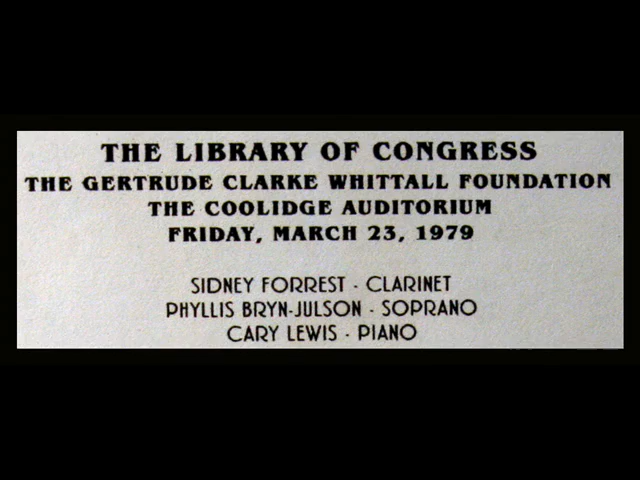 THE LIBRARY OF CONGRESS
THE GERTRUDE CLARKE WHITTALL FOUNDATION
THE COOLIDGE AUDITORIUM
FRIDAY, MARCH 23, 1979
SIDNEY FORREST · CLARINET
PHYLLIS BRYN-JULSON · SOPRANO
CARY LEWIS · PIANO